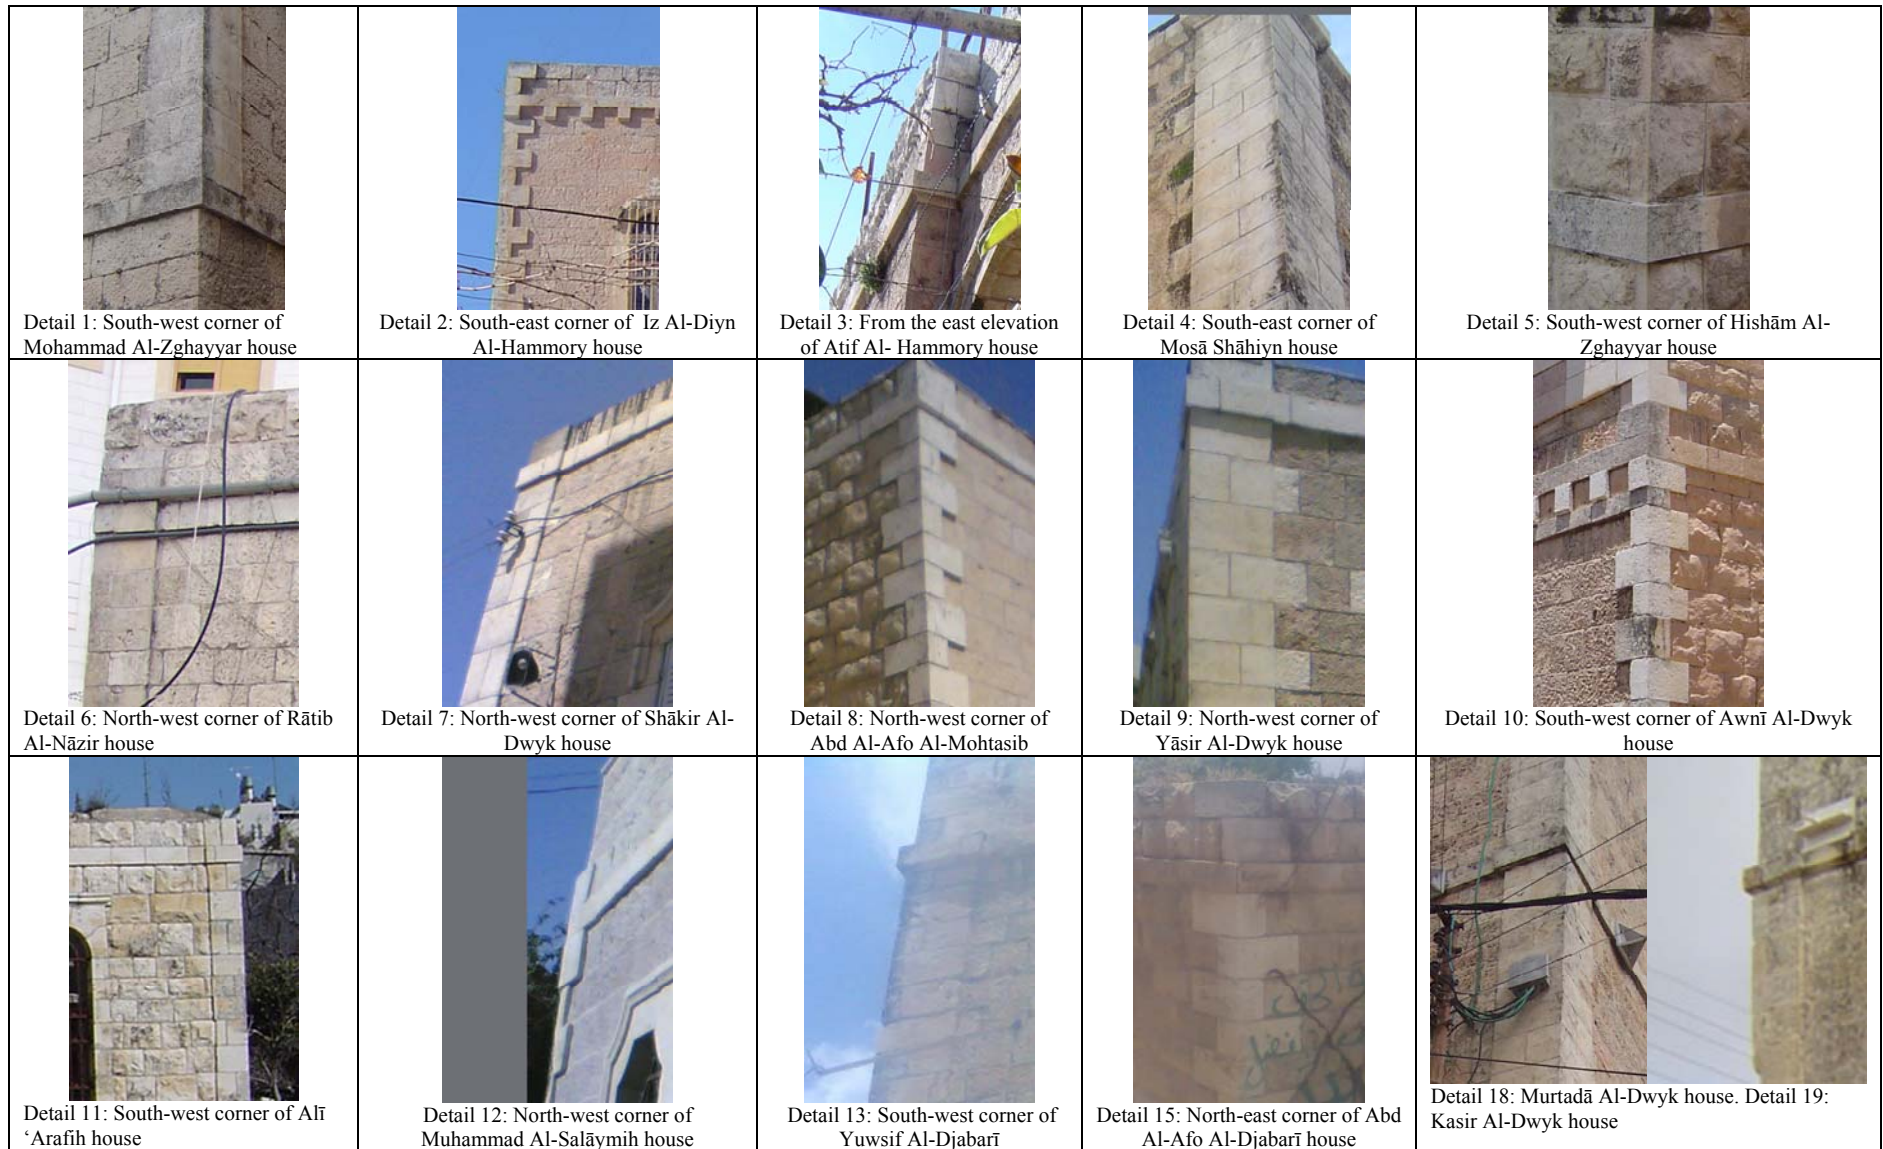 Detail 1: South-west corner of
Mohammad Al-Zghayyar house
Detail 2: South-east corner of Iz Al-Diyn
Al-Hammory house
Detail 3: From the east elevation
of Atif Al- Hammory house
Detail 4: South-east corner of
Mosā Shāhiyn house
Detail 5: South-west corner of Hishām Al-
Zghayyar house
Detail 6: North-west corner of Rātib
Al-Nāzir house
Detail 7: North-west corner of Shākir Al-
Dwyk house
Detail 8: North-west corner of
Abd Al-Afo Al-Mohtasib
Detail 9: North-west corner of
Yāsir Al-Dwyk house
Detail 10: South-west corner of Awnī Al-Dwyk
house
Detail 11: South-west corner of Alī
‘Arafih house
Detail 12: North-west corner of
Muhammad Al-Salāymih house
Detail 13: South-west corner of
Yuwsif Al-Djabarī
Detail 15: North-east corner of Abd
Al-Afo Al-Djabarī house
Detail 18: Murtadā Al-Dwyk house. Detail 19:
Kasir Al-Dwyk house